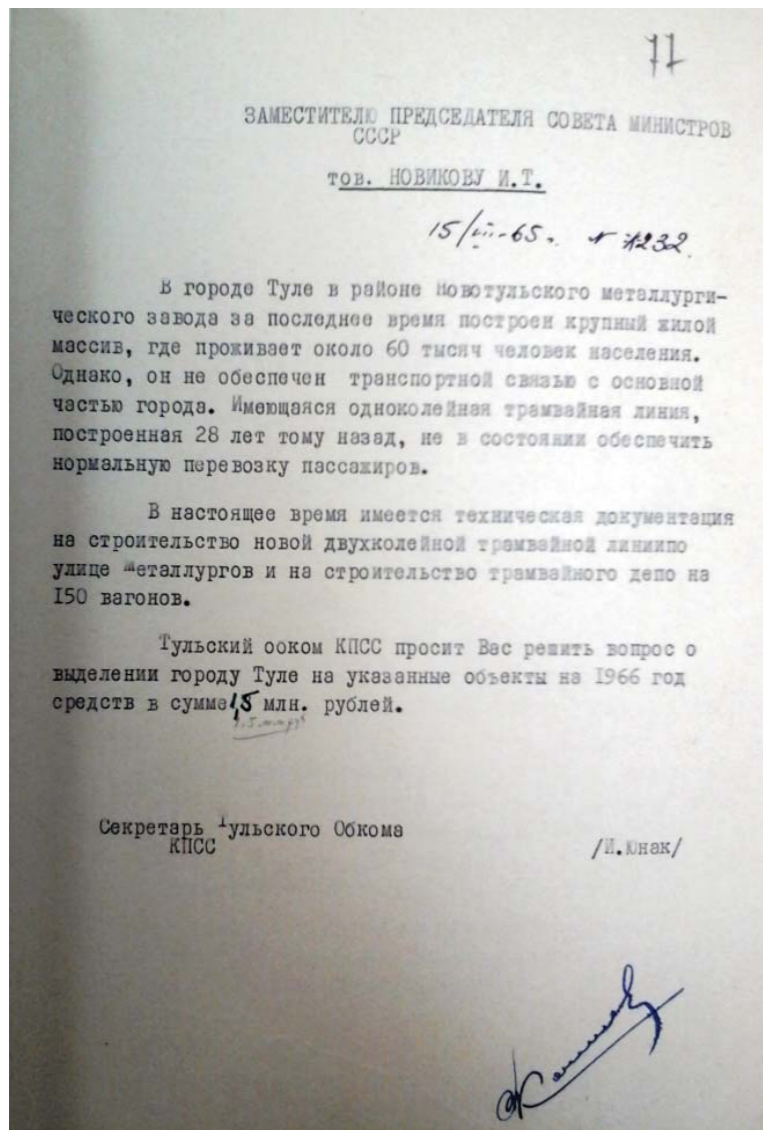 77
ЗАМЕСТИТЕЛЮ ПРЕДСЕДАТЕЛЯ СОВЕТА МИНИСТРОВ
СССР
тов. НОВИКОВУ И.Т.
15/VII-65. N 1232
В городе Туле в районе Новотульского металлурги-
ческого завода за последнее время построен крупный жилой
массив, где проживает около 60 тысяч человек населения.
Однако, он не обеспечен транспортной связью с основной
частью города. Имеющаяся одноколейная трамвайная линия,
построенная 28 лет тому назад, не в состоянии обеспечить
нормальную перевозку пассажиров.
В настоящее время имеется техническая документация
на строительство новой двухколейной трамвайной линиипо
улице Металлургов и на строительство трамвайного депо на
150 вагонов.
Тульский обком КПСС просит Вас решить вопрос о
выделении городу Туле на указанные объекты на 1966 год
средств в сумме 1,5 млн. рублей.
Секретарь Тульского Обкома
КПСС
/И.Юнак/